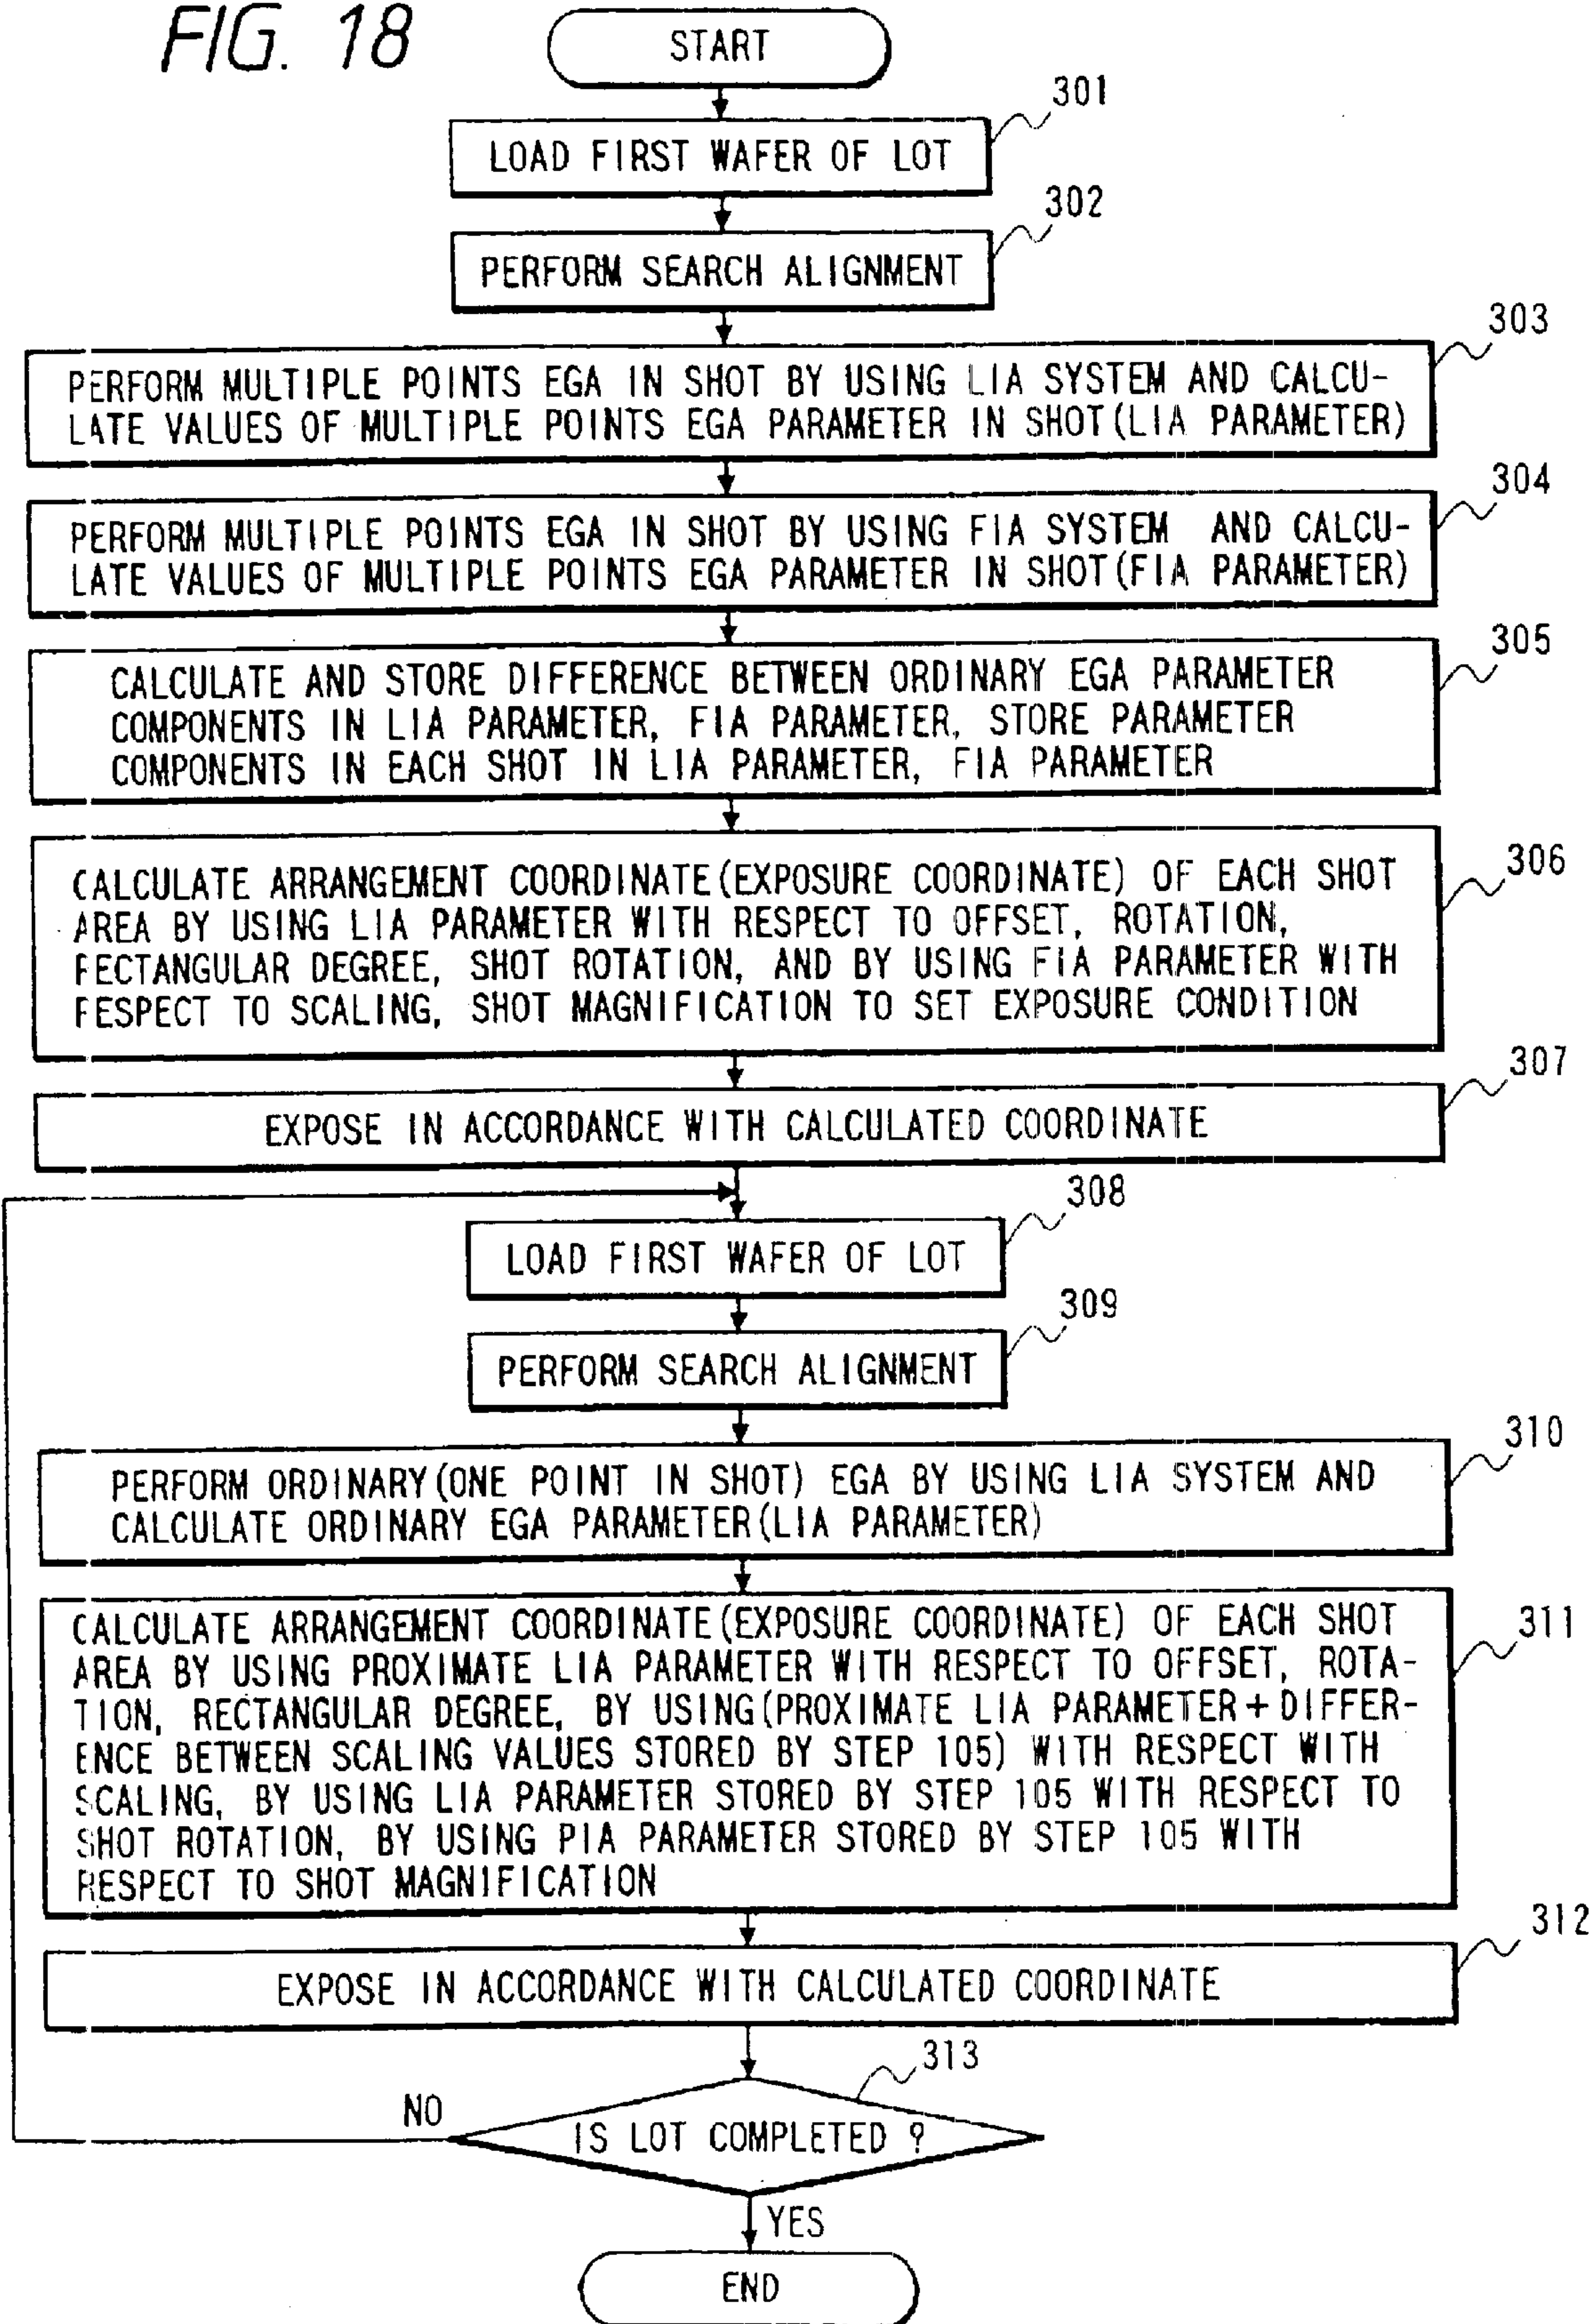 FIG. 18
START
301
LOAD FIRST WAFER OF LOT
302
PERFORM SEARCH ALIGNMENT
303
PERFORM MULTIPLE POINTS EGA IN SHOT BY USING LIA SYSTEM AND CALCU-
LATE VALUES OF MULTIPLE POINTS EGA PARAMETER IN SHOT(LIA PARAMETER)
304
PERFORM MULTIPLE POINTS EGA IN SHOT BY USING FIA SYSTEM AND CALCU-
LATE VALUES OF MULTIPLE POINTS EGA PARAMETER IN SHOT(FIA PARAMETER)
305
CALCULATE AND STORE DIFFERENCE BETWEEN ORDINARY EGA PARAMETER
COMPONENTS IN LIA PARAMETER, FIA PARAMETER, STORE PARAMETER
COMPONENTS IN EACH SHOT IN LIA PARAMETER, FIA PARAMETER
306
CALCULATE ARRANGEMENT COORDINATE(EXPOSURE COORDINATE) OF EACH SHOT
AREA BY USING LIA PARAMETER WITH RESPECT TO OFFSET, ROTATION,
RECTANGULAR DEGREE, SHOT ROTATION, AND BY USING FIA PARAMETER WITH
RESPECT TO SCALING, SHOT MAGNIFICATION TO SET EXPOSURE CONDITION
307
EXPOSE IN ACCORDANCE WITH CALCULATED COORDINATE
308
LOAD FIRST WAFER OF LOT
309
PERFORM SEARCH ALIGNMENT
310
PERFORM ORDINARY(ONE POINT IN SHOT) EGA BY USING LIA SYSTEM AND
CALCULATE ORDINARY EGA PARAMETER(LIA PARAMETER)
311
CALCULATE ARRANGEMENT COORDINATE(EXPOSURE COORDINATE) OF EACH SHOT
AREA BY USING PROXIMATE LIA PARAMETER WITH RESPECT TO OFFSET, ROTA-
TION, RECTANGULAR DEGREE, BY USING(PROXIMATE LIA PARAMETER+DIFFER-
ENCE BETWEEN SCALING VALUES STORED BY STEP 105) WITH RESPECT WITH
SCALING, BY USING LIA PARAMETER STORED BY STEP 105 WITH RESPECT TO
SHOT ROTATION, BY USING PIA PARAMETER STORED BY STEP 105 WITH
RESPECT TO SHOT MAGNIFICATION
312
EXPOSE IN ACCORDANCE WITH CALCULATED COORDINATE
313
NO
IS LOT COMPLETED ?
YES
END